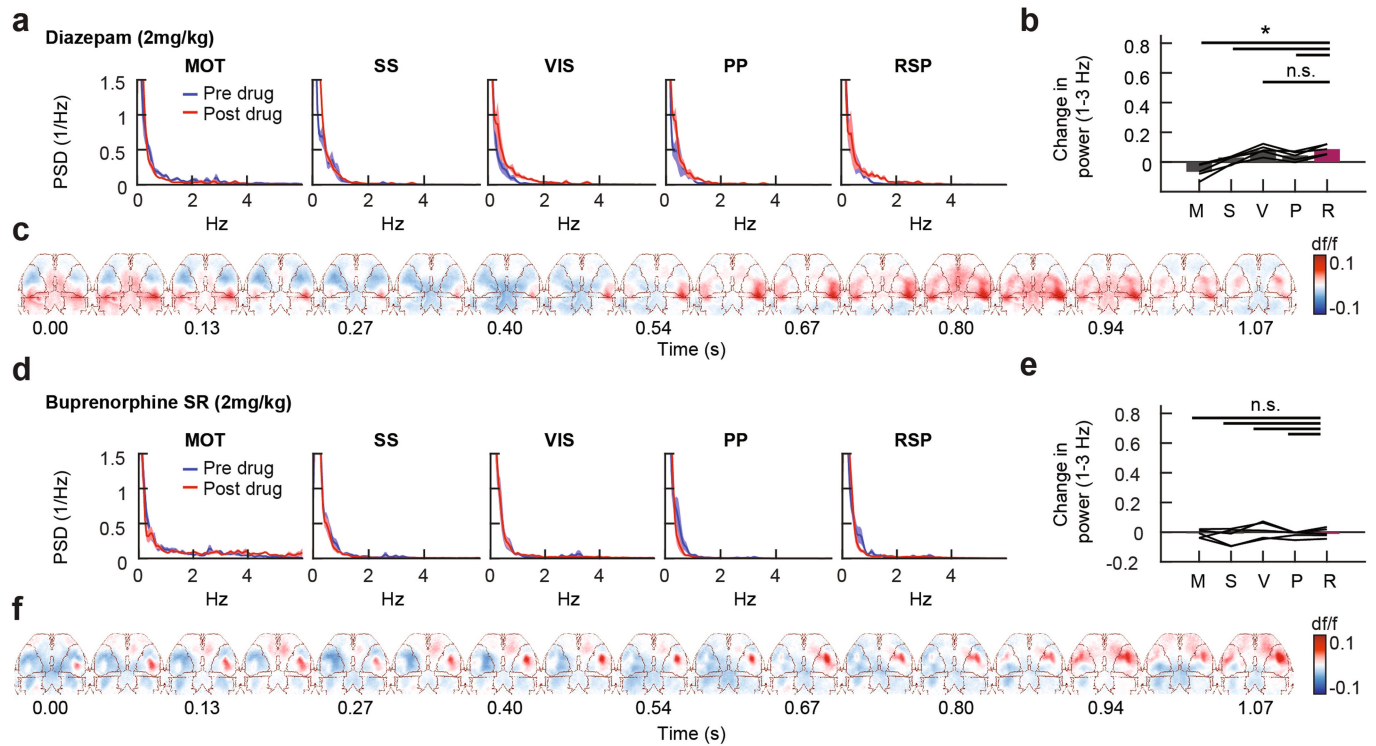 a
Diazepam (2mg/kg)
MOT SS VIS PP RSP
Pre drug
Post drug
PSD (1/Hz)
1.5
1
0.5
0
0 2 4
Hz
0 2 4
Hz
0 2 4
Hz
0 2 4
Hz
0 2 4
Hz
b
Change in
power (1-3 Hz)
0.8
0.6
0.4
0.2
0
*
n.s.
M S V P R
c
df/f
0.1
-0.1
0.00 0.13 0.27 0.40 0.54 0.67 0.80 0.94 1.07
Time (s)
d
Buprenorphine SR (2mg/kg)
MOT SS VIS PP RSP
Pre drug
Post drug
PSD (1/Hz)
1.5
1
0.5
0
0 2 4
Hz
0 2 4
Hz
0 2 4
Hz
0 2 4
Hz
0 2 4
Hz
e
Change in
power (1-3 Hz)
0.8
0.6
0.4
0.2
0
-0.2
n.s.
M S V P R
f
df/f
0.1
-0.1
0.00 0.13 0.27 0.40 0.54 0.67 0.80 0.94 1.07
Time (s)